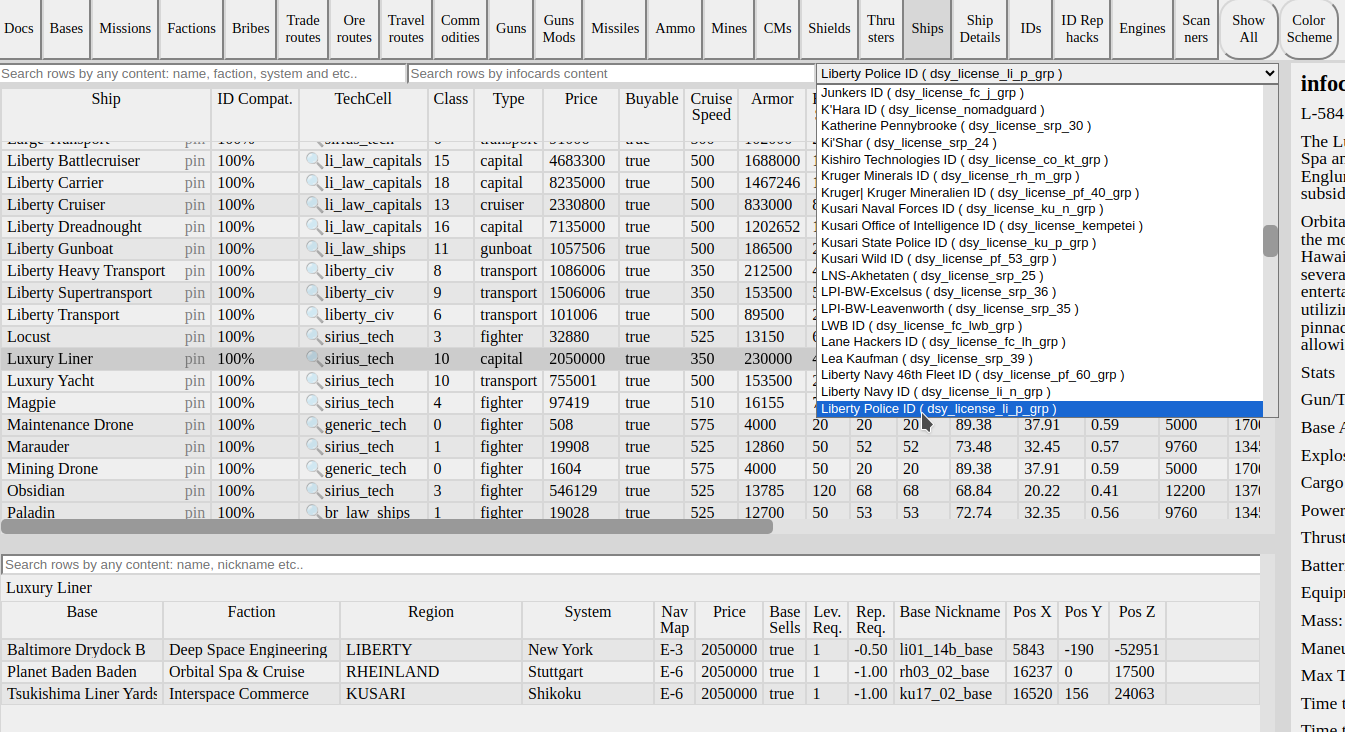 Docs Bases Missions Factions Bribes Trade routes Ore routes Travel routes Comm odities Guns Guns Mods Missiles Ammo Mines CMs Shields Thru sters Ships Ship Details IDs ID Rep hacks Engines Scan ners Show All Color Scheme
Search rows by any content: name, faction, system and etc..
Search rows by infocards content
Liberty Police ID ( dsy_license_li_p_grp )
Ship ID Compat. TechCell Class Type Price Buyable Cruise Speed Armor
Liberty Battlecruiser pin 100% 🔍li_law_capitals 15 capital 4683300 true 500 1688000
Liberty Carrier pin 100% 🔍li_law_capitals 18 capital 8235000 true 500 1467246
Liberty Cruiser pin 100% 🔍li_law_capitals 13 cruiser 2330800 true 500 833000
Liberty Dreadnought pin 100% 🔍li_law_capitals 16 capital 7135000 true 500 1202652
Liberty Gunboat pin 100% 🔍li_law_ships 11 gunboat 1057506 true 500 186500
Liberty Heavy Transport pin 100% 🔍liberty_civ 8 transport 1086006 true 350 212500
Liberty Supertransport pin 100% 🔍liberty_civ 9 transport 1506006 true 350 153500
Liberty Transport pin 100% 🔍liberty_civ 6 transport 101006 true 500 89500
Locust pin 100% 🔍sirius_tech 3 fighter 32880 true 525 13150
Luxury Liner pin 100% 🔍sirius_tech 10 capital 2050000 true 350 230000
Luxury Yacht pin 100% 🔍sirius_tech 10 transport 755001 true 500 153500
Magpie pin 100% 🔍sirius_tech 4 fighter 97419 true 510 16155
Maintenance Drone pin 100% 🔍generic_tech 0 fighter 508 true 575 4000 20 20 20 89.38 37.91 0.59 5000 1700
Marauder pin 100% 🔍sirius_tech 1 fighter 19908 true 525 12860 50 52 52 73.48 32.45 0.57 9760 1345
Mining Drone pin 100% 🔍generic_tech 0 fighter 1604 true 575 4000 50 20 20 89.38 37.91 0.59 5000 1700
Obsidian pin 100% 🔍sirius_tech 3 fighter 546129 true 525 13785 120 68 68 68.84 20.22 0.41 12200 1370
Paladin pin 100% 🔍br_law_ships 1 fighter 19028 true 525 12700 50 53 53 72.74 32.35 0.56 9760 1345
Junkers ID ( dsy_license_fc_j_grp )
K'Hara ID ( dsy_license_nomadguard )
Katherine Pennybrooke ( dsy_license_srp_30 )
Ki'Shar ( dsy_license_srp_24 )
Kishiro Technologies ID ( dsy_license_co_kt_grp )
Kruger Minerals ID ( dsy_license_rh_m_grp )
Kruger| Kruger Mineralien ID ( dsy_license_pf_40_grp )
Kusari Naval Forces ID ( dsy_license_ku_n_grp )
Kusari Office of Intelligence ID ( dsy_license_kempetei )
Kusari State Police ID ( dsy_license_ku_p_grp )
Kusari Wild ID ( dsy_license_pf_53_grp )
LNS-Akhetaten ( dsy_license_srp_25 )
LPI-BW-Excelsus ( dsy_license_srp_36 )
LPI-BW-Leavenworth ( dsy_license_srp_35 )
LWB ID ( dsy_license_fc_lwb_grp )
Lane Hackers ID ( dsy_license_fc_lh_grp )
Lea Kaufman ( dsy_license_srp_39 )
Liberty Navy 46th Fleet ID ( dsy_license_pf_60_grp )
Liberty Navy ID ( dsy_license_li_n_grp )
Liberty Police ID ( dsy_license_li_p_grp )
Search rows by any content: name, nickname etc..
Luxury Liner
Base Faction Region System Nav Map Price Base Sells Lev. Req. Rep. Req. Base Nickname Pos X Pos Y Pos Z
Baltimore Drydock B Deep Space Engineering LIBERTY New York E-3 2050000 true 1 -0.50 li01_14b_base 5843 -190 -52951
Planet Baden Baden Orbital Spa & Cruise RHEINLAND Stuttgart E-6 2050000 true 1 -1.00 rh03_02_base 16237 0 17500
Tsukishima Liner Yards Interspace Commerce KUSARI Shikoku E-6 2050000 true 1 -1.00 ku17_02_base 16520 156 24063
infoc
L-584
The Lu
Spa an
Englun
subsid
Orbita
the mo
Hawai
severa
enterta
utilizin
pinnac
allowi
Stats
Gun/T
Base A
Explos
Cargo
Power
Thrust
Batter
Equip
Mass:
Maneu
Max T
Time t
Time t